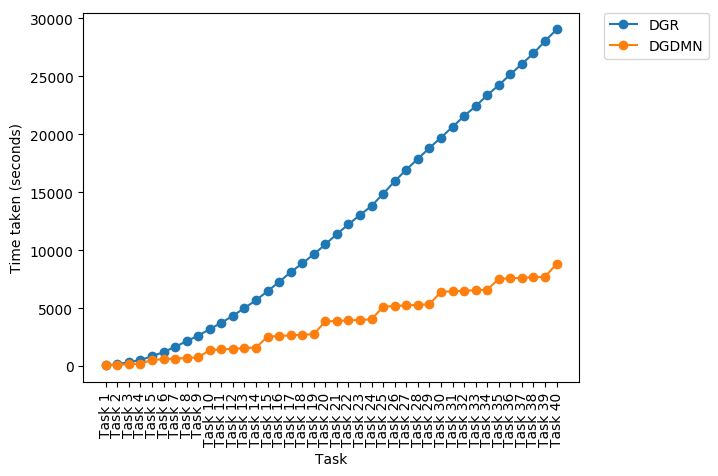 30000
25000
20000
15000
10000
5000
0
Time taken (seconds)
Task 1
Task 2
Task 3
Task 4
Task 5
Task 6
Task 7
Task 8
Task 9
Task 10
Task 11
Task 12
Task 13
Task 14
Task 15
Task 16
Task 17
Task 18
Task 19
Task 20
Task 21
Task 22
Task 23
Task 24
Task 25
Task 26
Task 27
Task 28
Task 29
Task 30
Task 31
Task 32
Task 33
Task 34
Task 35
Task 36
Task 37
Task 38
Task 39
Task 40
Task
DGR
DGDMN